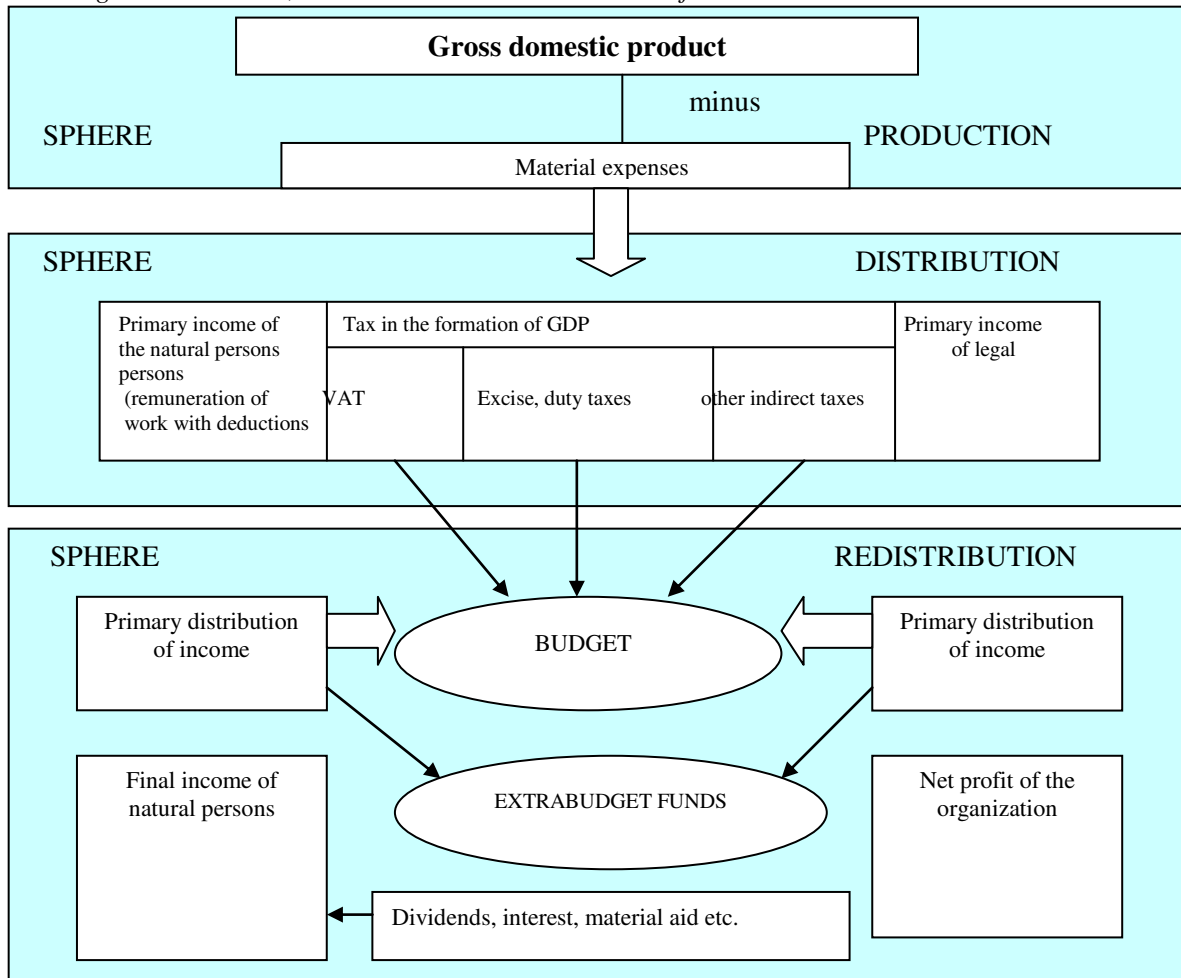 Gross domestic product
minus
SPHERE PRODUCTION
Material expenses
SPHERE DISTRIBUTION
Primary income of
the natural persons
persons
(remuneration of
work with deductions
Tax in the formation of GDP
VAT
Excise, duty taxes
other indirect taxes
Primary income
of legal
SPHERE REDISTRIBUTION
Primary distribution
of income
BUDGET
Primary distribution
of income
Final income of
natural persons
EXTRABUDGET FUNDS
Net profit of the
organization
Dividends, interest, material aid etc.